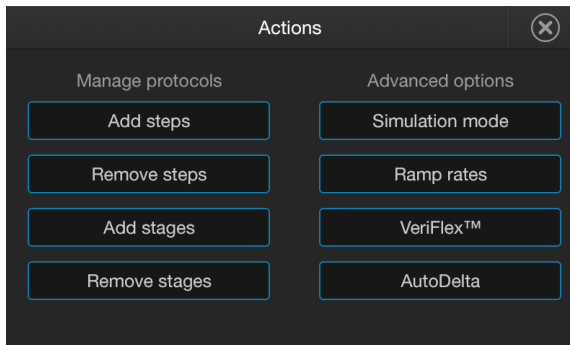 Actions
Manage protocols
Add steps
Remove steps
Add stages
Remove stages
Advanced options
Simulation mode
Ramp rates
VeriFlex™
AutoDelta